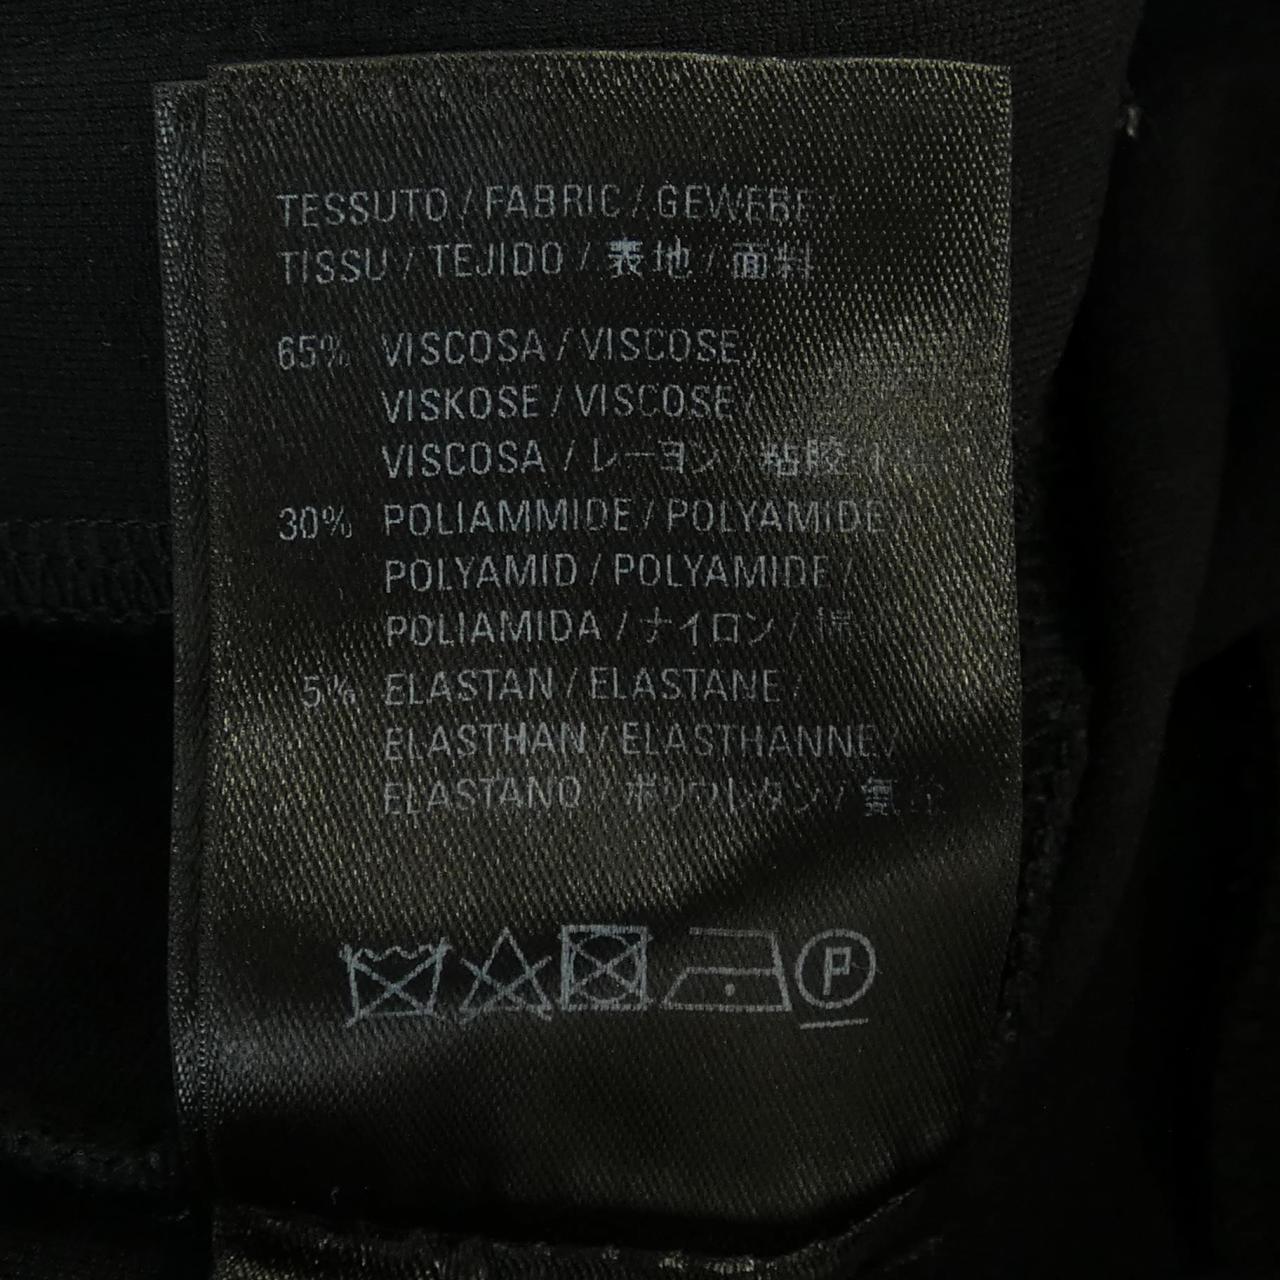 TESSUTO / FABRIC / GEWEBE /
TISSU / TEJIDO / 表地 / 面料
65% VISCOSA / VISCOSE /
VISKOSE / VISCOSE /
VISCOSA / レーヨン / 粘胶
30% POLIAMMIDE / POLYAMIDE /
POLYAMID / POLYAMIDE /
POLIAMIDA / ナイロン /
5% ELASTAN / ELASTANE /
ELASTHAN / ELASTHANNE /
ELASTANO / ポリウレタン /
P